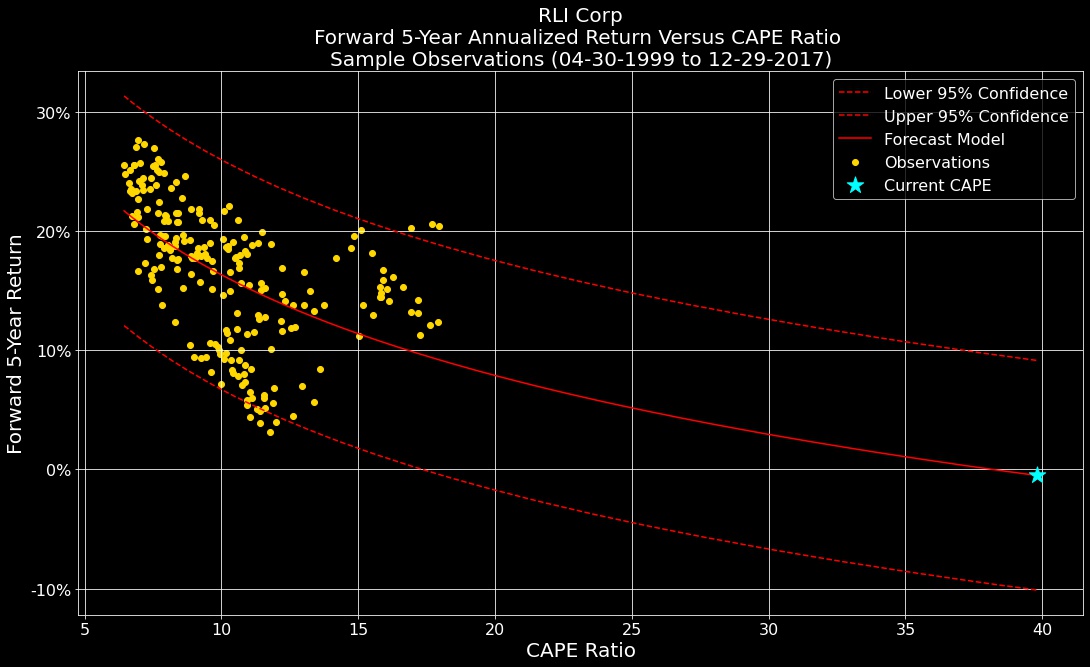 RLI Corp
Forward 5-Year Annualized Return Versus CAPE Ratio
Sample Observations (04-30-1999 to 12-29-2017)
Lower 95% Confidence
Upper 95% Confidence
Forecast Model
Observations
Current CAPE
Forward 5-Year Return
30%
20%
10%
0%
-10%
5 10 15 20 25 30 35 40
CAPE Ratio